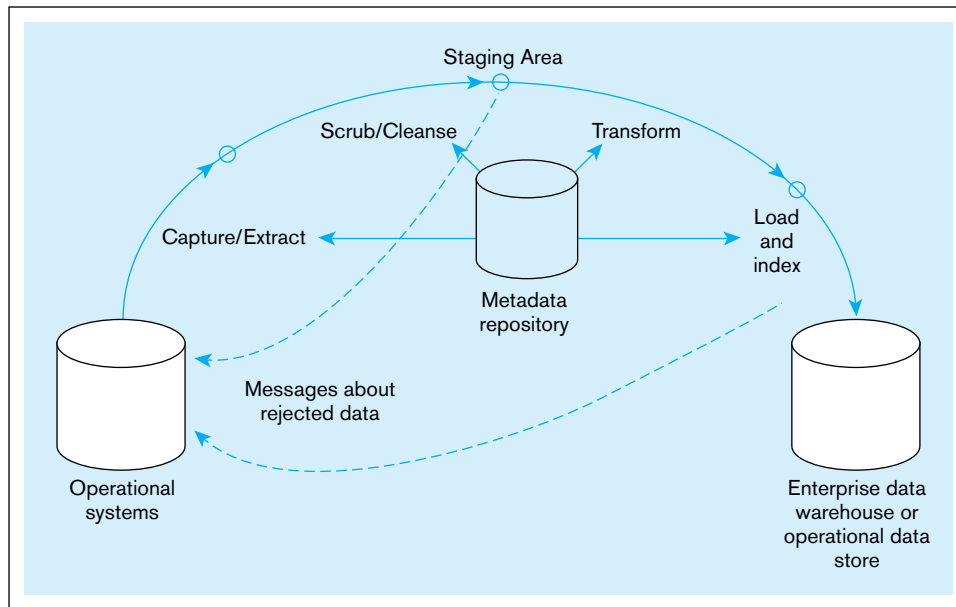 Staging Area
Scrub/Cleanse
Transform
Capture/Extract
Load
and
index
Metadata
repository
Messages about
rejected data
Operational
systems
Enterprise data
warehouse or
operational data
store